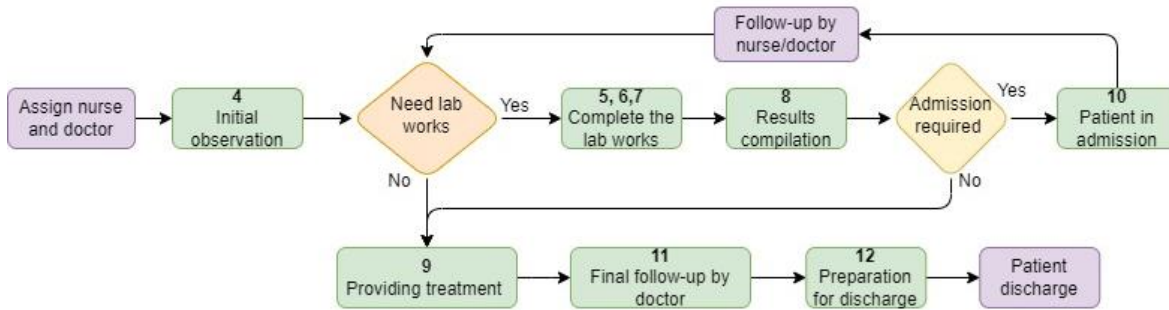 Follow-up by
nurse/doctor
Assign nurse
and doctor
4
Initial
observation
Need lab
works
Yes
5, 6,7
Complete the
lab works
8
Results
compilation
Admission
required
Yes
10
Patient in
admission
No
No
9
Providing treatment
11
Final follow-up by
doctor
12
Preparation
for discharge
Patient
discharge